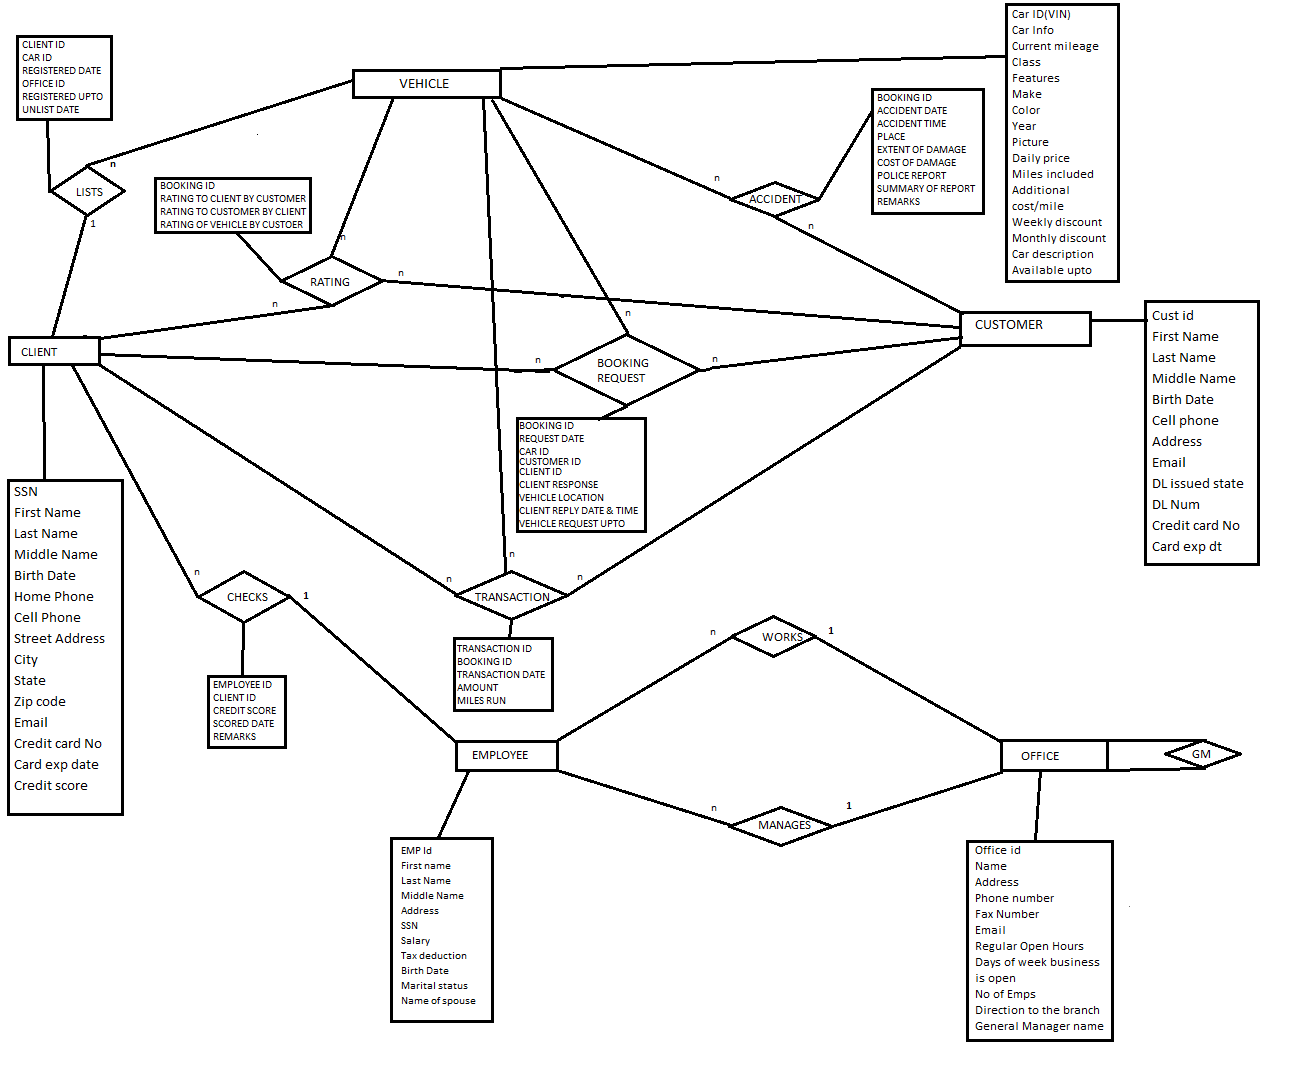 CLIENT ID
CAR ID
REGISTERED DATE
OFFICE ID
REGISTERED UPTO
UNLIST DATE
VEHICLE
Car ID(VIN)
Car Info
Current mileage
Class
Features
Make
Color
Year
Picture
Daily price
Miles included
Additional
cost/mile
Weekly discount
Monthly discount
Car description
Available upto
BOOKING ID
ACCIDENT DATE
ACCIDENT TIME
PLACE
EXTENT OF DAMAGE
COST OF DAMAGE
POLICE REPORT
SUMMARY OF REPORT
REMARKS
n
LISTS
1
BOOKING ID
RATING TO CLIENT BY CUSTOMER
RATING TO CUSTOMER BY CLIENT
RATING OF VEHICLE BY CUSTOER
n
ACCIDENT
n
n
RATING
n
n
CLIENT
CUSTOMER
n
n
BOOKING
REQUEST
n
Cust id
First Name
Last Name
Middle Name
Birth Date
Cell phone
Address
Email
DL issued state
DL Num
Credit card No
Card exp dt
BOOKING ID
REQUEST DATE
CAR ID
CUSTOMER ID
CLIENT ID
CLIENT RESPONSE
VEHICLE LOCATION
CLIENT REPLY DATE & TIME
VEHICLE REQUEST UPTO
SSN
First Name
Last Name
Middle Name
Birth Date
Home Phone
Cell Phone
Street Address
City
State
Zip code
Email
Credit card No
Card exp date
Credit score
n
CHECKS
1
n
n
n
TRANSACTION
EMPLOYEE ID
CLIENT ID
CREDIT SCORE
SCORED DATE
REMARKS
TRANSACTION ID
BOOKING ID
TRANSACTION DATE
AMOUNT
MILES RUN
n
WORKS
1
EMPLOYEE
OFFICE
GM
n
MANAGES
1
EMP Id
First name
Last Name
Middle Name
Address
SSN
Salary
Tax deduction
Birth Date
Marital status
Name of spouse
Office id
Name
Address
Phone number
Fax Number
Email
Regular Open Hours
Days of week business
is open
No of Emps
Direction to the branch
General Manager name